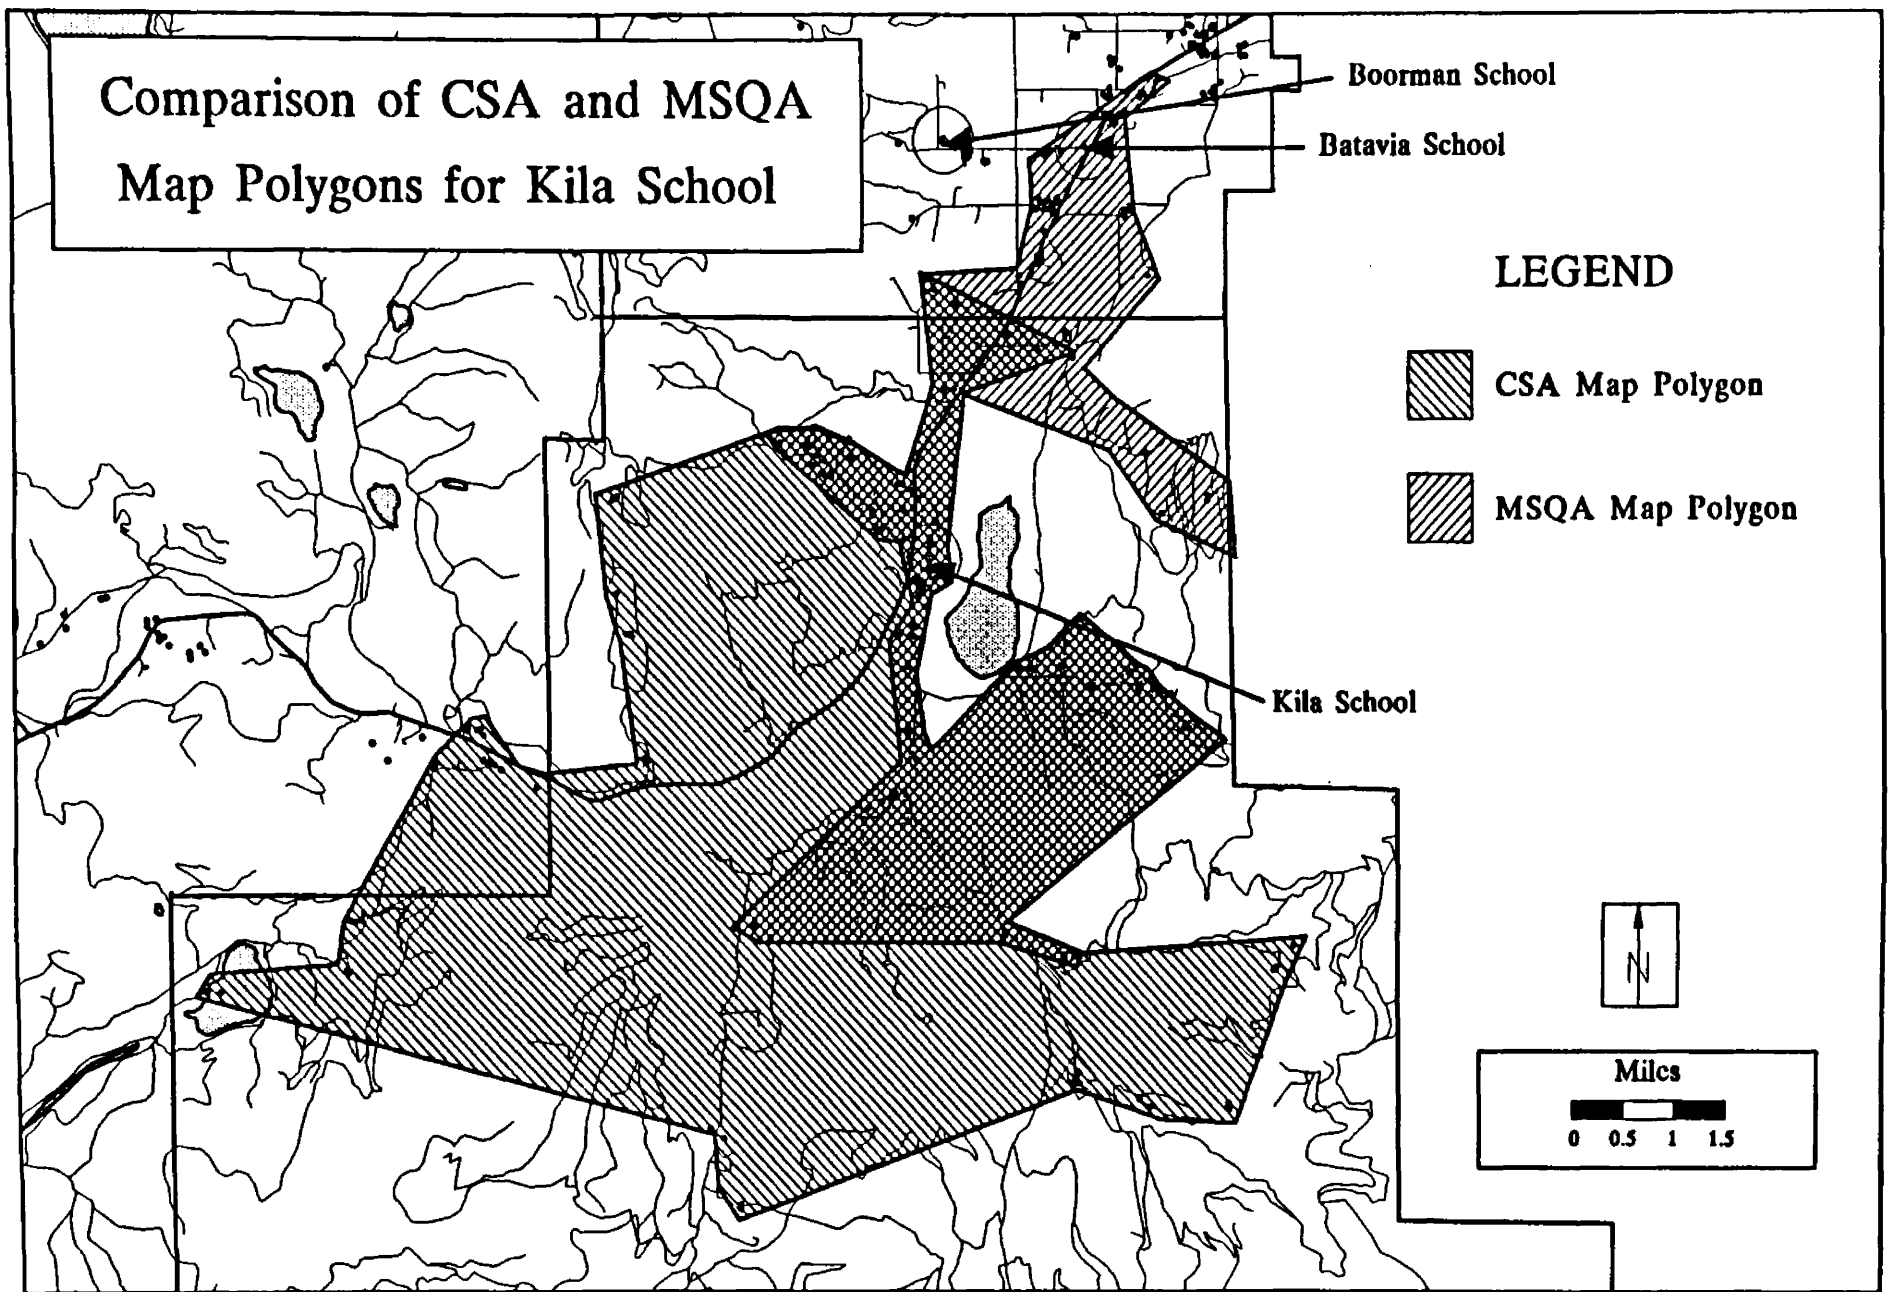 Comparison of CSA and MSQA
Map Polygons for Kila School
Boorman School
Batavia School
LEGEND
CSA Map Polygon
MSQA Map Polygon
Kila School
N
Miles
0 0.5 1 1.5